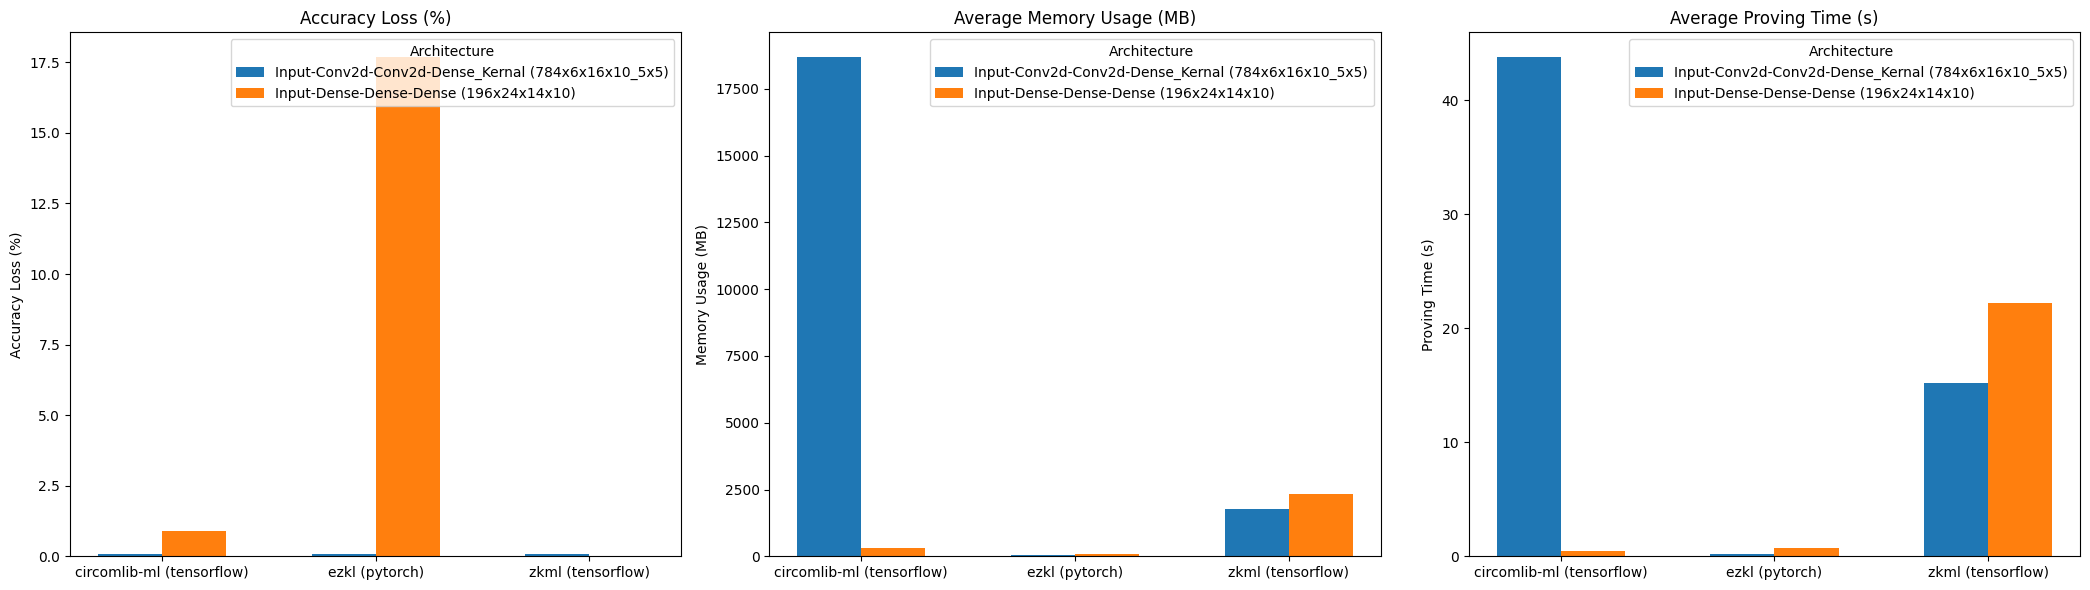 Accuracy Loss (%)
Architecture
Input-Conv2d-Conv2d-Dense_Kernal (784x6x16x10_5x5)
Input-Dense-Dense-Dense (196x24x14x10)
Accuracy Loss (%)
17.5
15.0
12.5
10.0
7.5
5.0
2.5
0.0
circomlib-ml (tensorflow)
ezkl (pytorch)
zkml (tensorflow)
Average Memory Usage (MB)
Architecture
Input-Conv2d-Conv2d-Dense_Kernal (784x6x16x10_5x5)
Input-Dense-Dense-Dense (196x24x14x10)
Memory Usage (MB)
17500
15000
12500
10000
7500
5000
2500
0
circomlib-ml (tensorflow)
ezkl (pytorch)
zkml (tensorflow)
Average Proving Time (s)
Architecture
Input-Conv2d-Conv2d-Dense_Kernal (784x6x16x10_5x5)
Input-Dense-Dense-Dense (196x24x14x10)
Proving Time (s)
40
30
20
10
0
circomlib-ml (tensorflow)
ezkl (pytorch)
zkml (tensorflow)